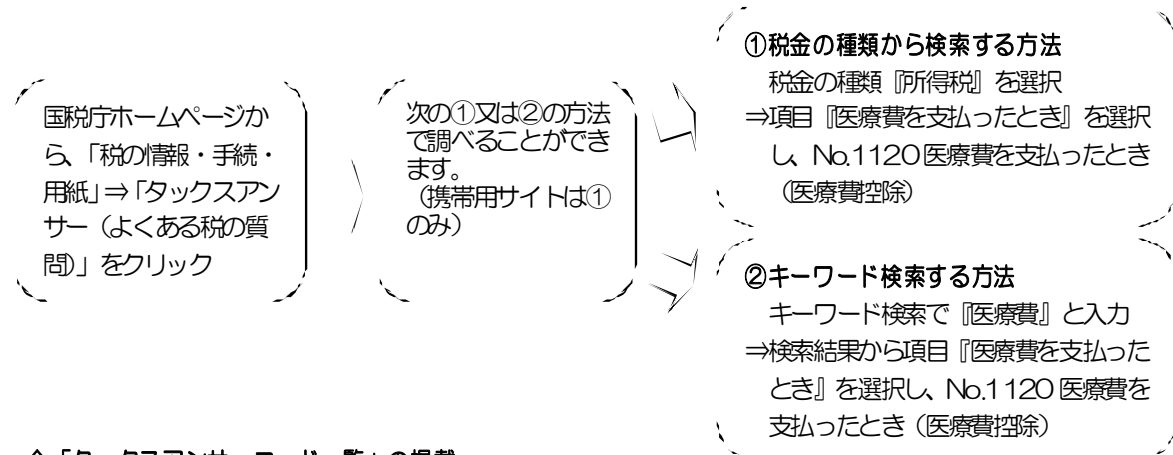 国税庁ホームページか
ら、「税の情報・手続・
用紙」⇒「タックスアン
サー（よくある税の質
問）」をクリック
次の①又は②の方法
で調べることができ
ます。
（携帯用サイトは①
のみ）
①税金の種類から検索する方法
税金の種類『所得税』を選択
⇒項目『医療費を支払ったとき』を選択
し、No.1120 医療費を支払ったとき
（医療費控除）
②キーワード検索する方法
キーワード検索で『医療費』と入力
⇒検索結果から項目『医療費を支払った
とき』を選択し、No.1120 医療費を
支払ったとき（医療費控除）